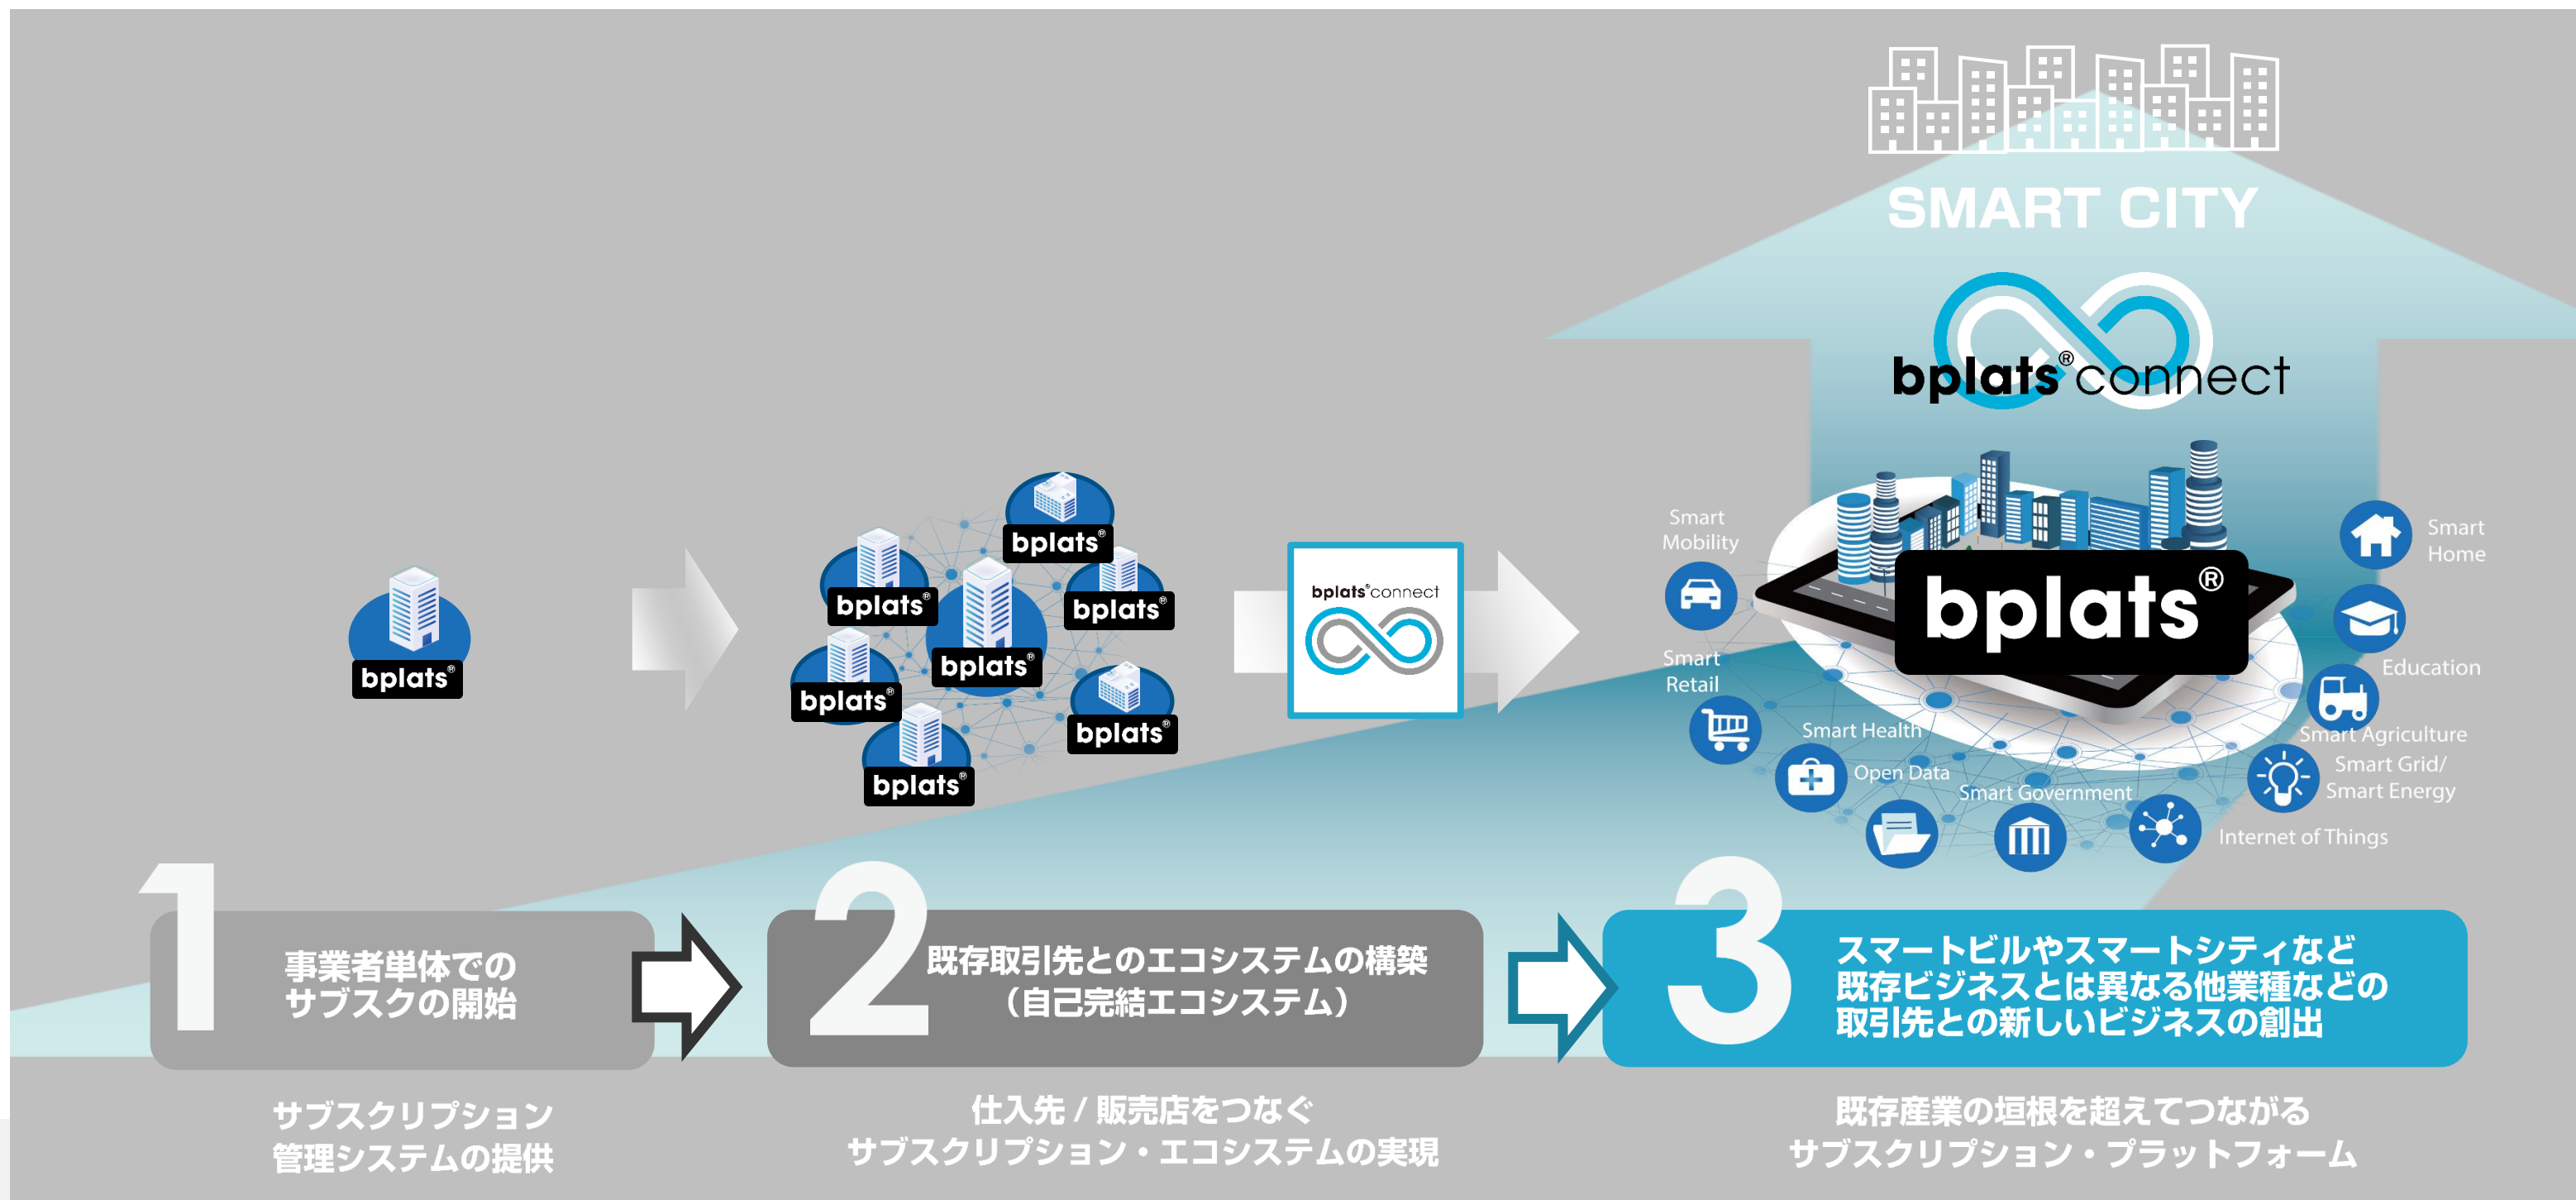 SMART CITY
bplats®connect
bplats®
bplats®
bplats®
bplats®
bplats®
bplats®
bplats®
bplats®
bplats®connect
bplats®
Smart
Mobility
Smart
Retail
Smart Health
Open Data
Smart Government
Internet of Things
Smart Grid/
Smart Energy
Smart Agriculture
Education
Smart
Home
1
事業者単体での
サブスクの開始
サブスクリプション
管理システムの提供
2
既存取引先とのエコシステムの構築
（自己完結エコシステム）
仕入先 / 販売店をつなぐ
サブスクリプション・エコシステムの実現
3
スマートビルやスマートシティなど
既存ビジネスとは異なる他業種などの
取引先との新しいビジネスの創出
既存産業の垣根を超えてつながる
サブスクリプション・プラットフォーム